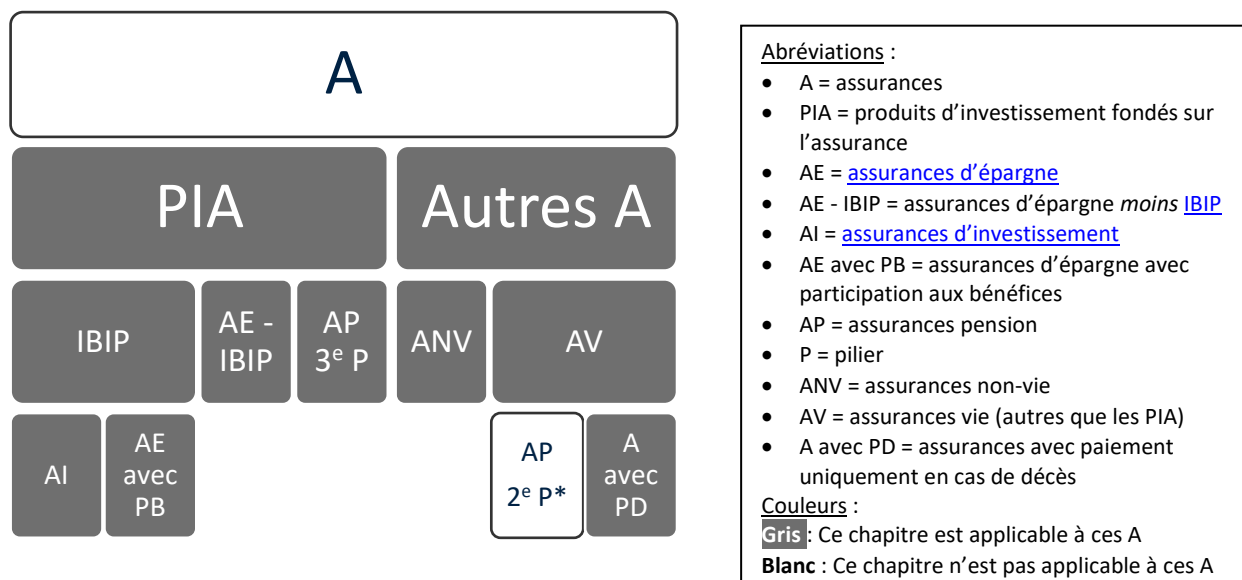 A
PIA
Autres A
IBIP
AE -
IBIP
AP
3e P
ANV
AV
AI
AE
avec
PB
AP
2e P*
A
avec
PD
Abréviations :
• A = assurances
• PIA = produits d’investissement fondés sur
l’assurance
• AE = assurances d’épargne
• AE - IBIP = assurances d’épargne moins IBIP
• AI = assurances d’investissement
• AE avec PB = assurances d’épargne avec
participation aux bénéfices
• AP = assurances pension
• P = pilier
• ANV = assurances non-vie
• AV = assurances vie (autres que les PIA)
• A avec PD = assurances avec paiement
uniquement en cas de décès
Couleurs :
Gris : Ce chapitre est applicable à ces A
Blanc : Ce chapitre n’est pas applicable à ces A